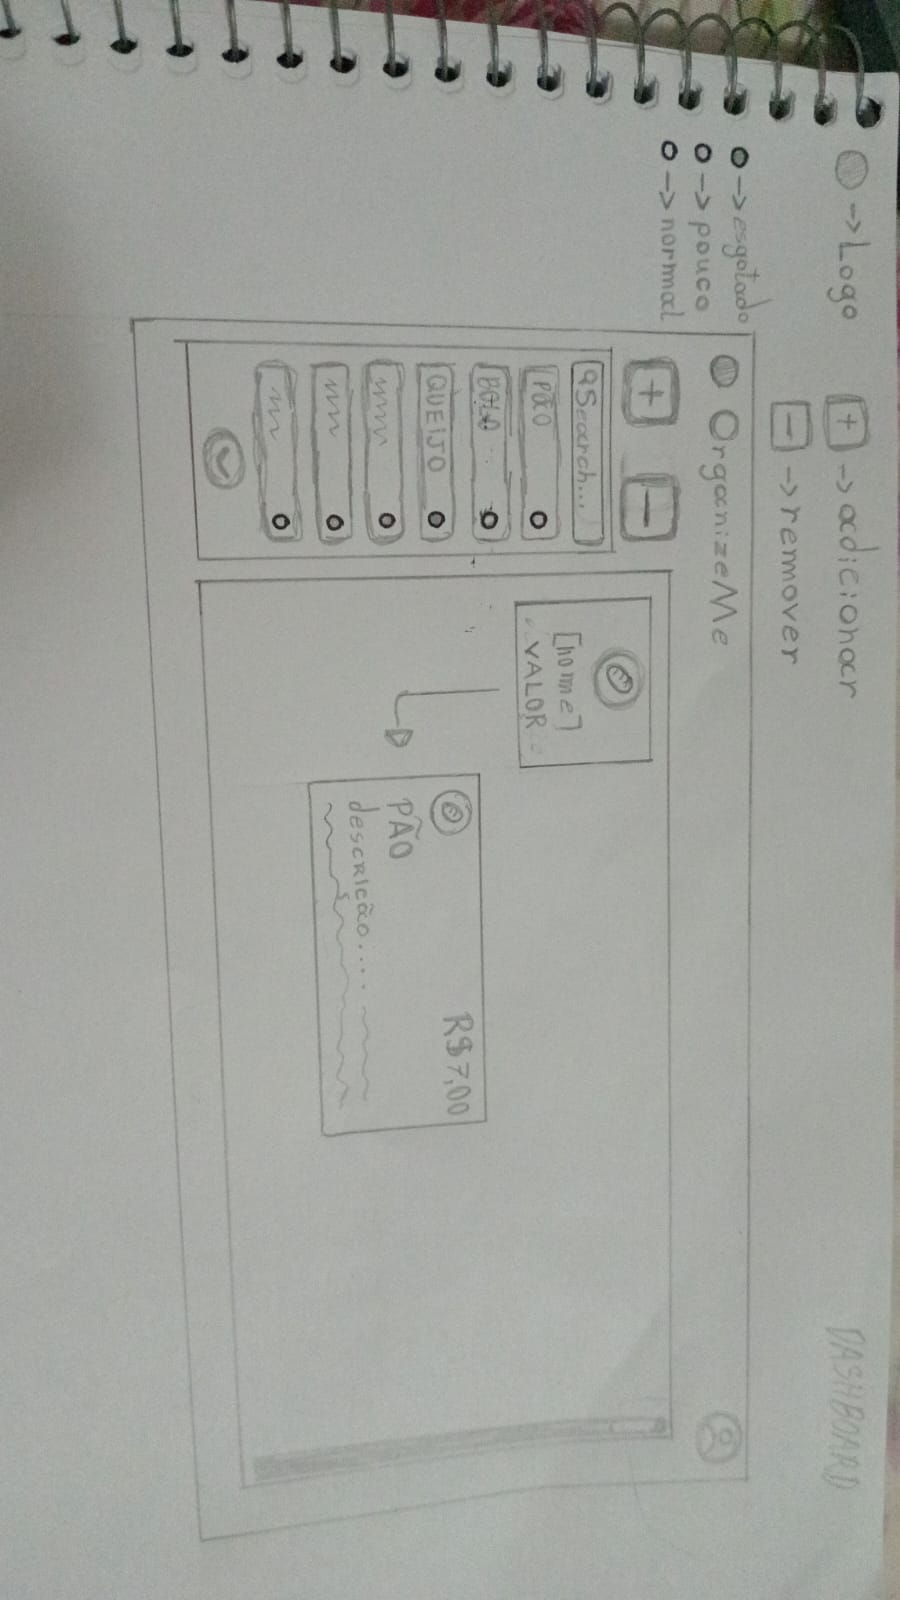 DASHBOARD
→ Logo
+ → adicionar
- → remover
→ esgotado
→ pouco
→ normal
OrganizeMe
+ -
Search...
PÃO
BOLO
QUEIJO
[nome]
VALOR
R$7,00
PÃO
descrição....